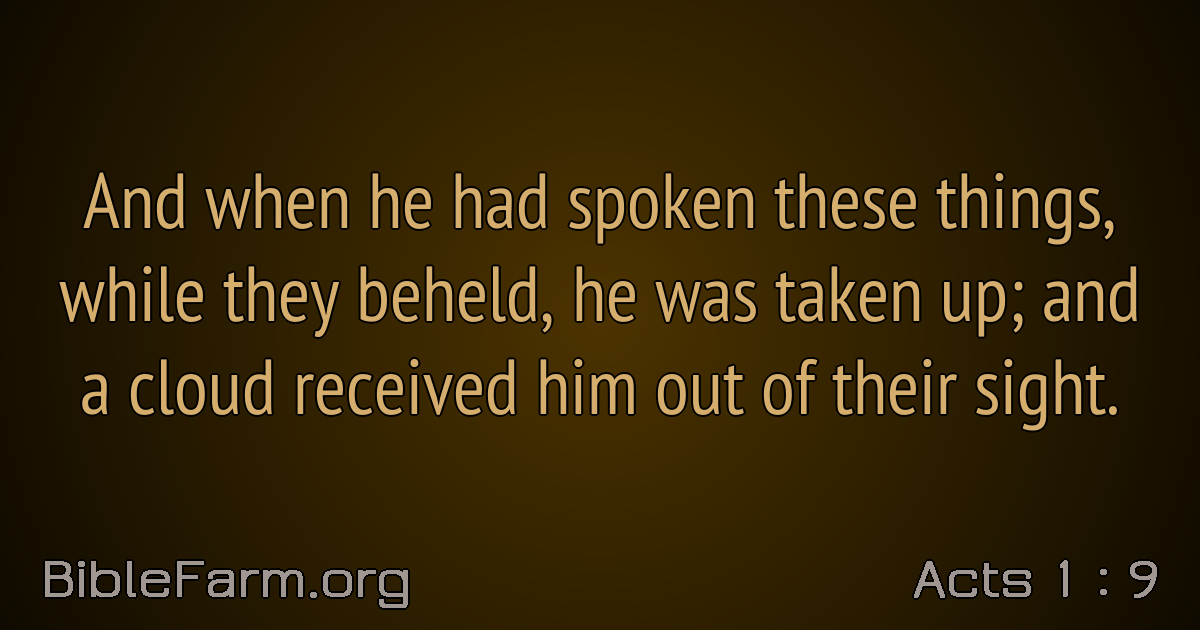 And when he had spoken these things,
while they beheld, he was taken up; and
a cloud received him out of their sight.
BibleFarm.org
Acts 1 : 9